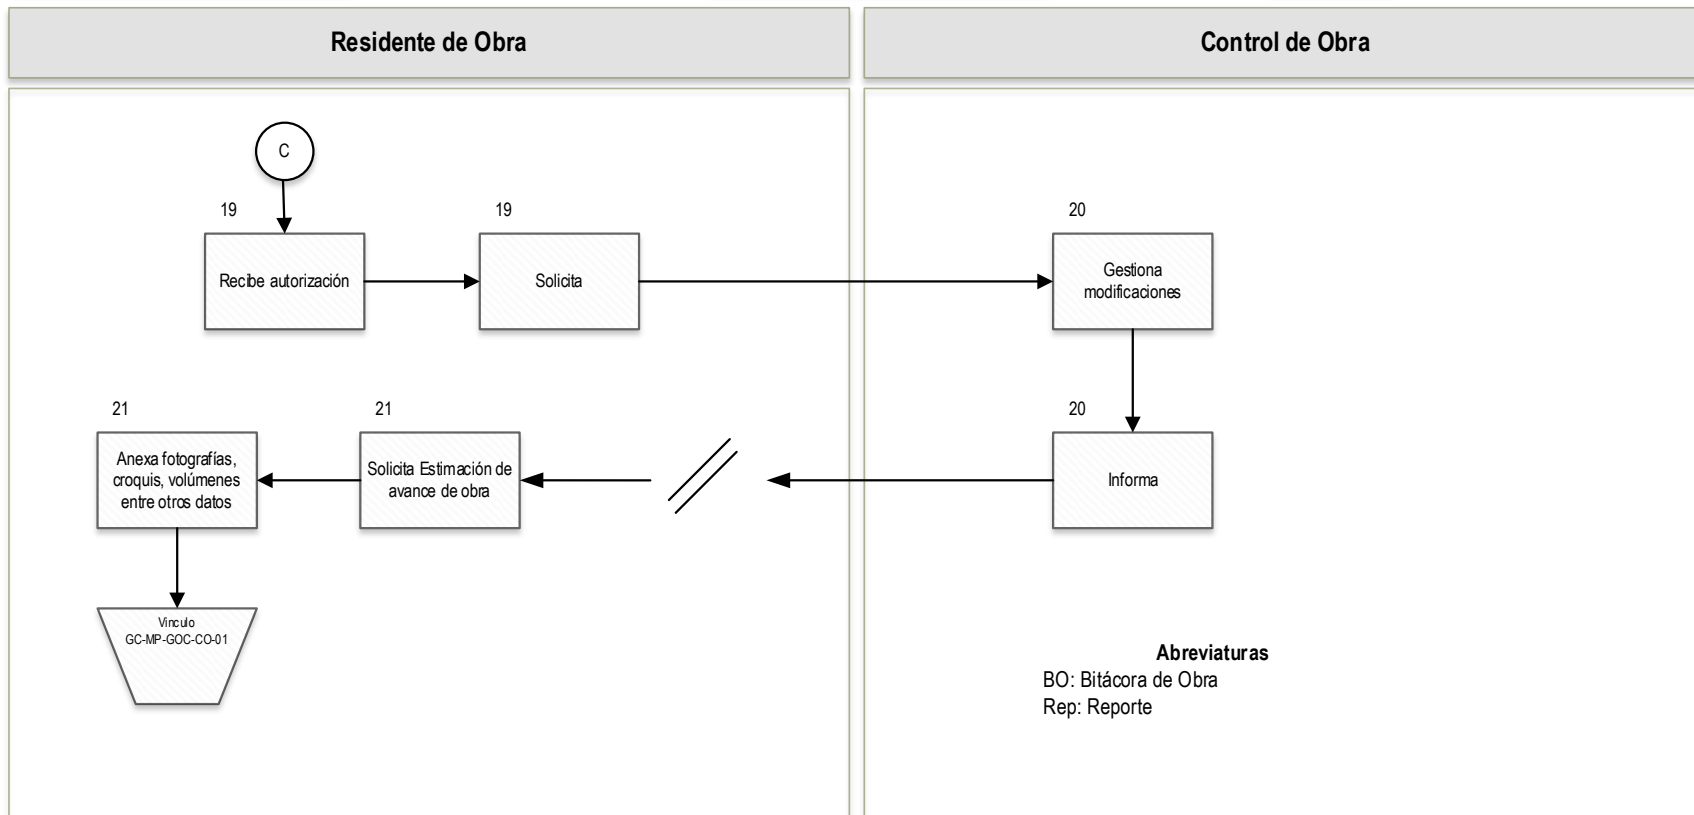 Residente de Obra
Control de Obra
C
19
19
20
Recibe autorización
Solicita
Gestiona
modificaciones
21
21
20
Anexa fotografías,
croquis, volúmenes
entre otros datos
Solicita Estimación de
avance de obra
Informa
Vinculo
GC-MP-GOC-CO-01
Abreviaturas
BO: Bitácora de Obra
Rep: Reporte